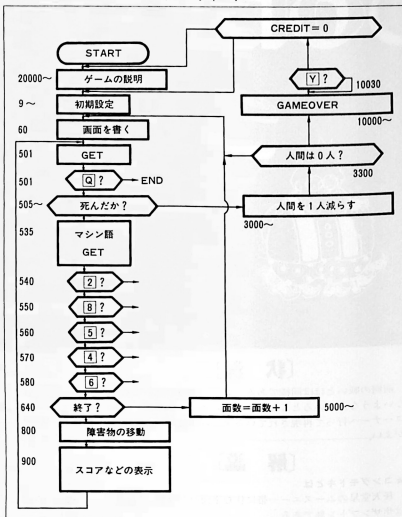 CREDIT=0
START
20000～ ゲームの説明
Y ? 10030
9～ 初期設定
GAMEOVER
10000～
60 画面を書く
501 GET
人間は0人?
3300
501 Q ? END
505～ 死んだか?
人間を1人減らす
3000～
535 マシン語
GET
540 2 ?
550 8 ?
560 5 ?
570 4 ?
580 6 ?
640 終了?
面数=面数+1 5000～
800 障害物の移動
900 スコアなどの表示